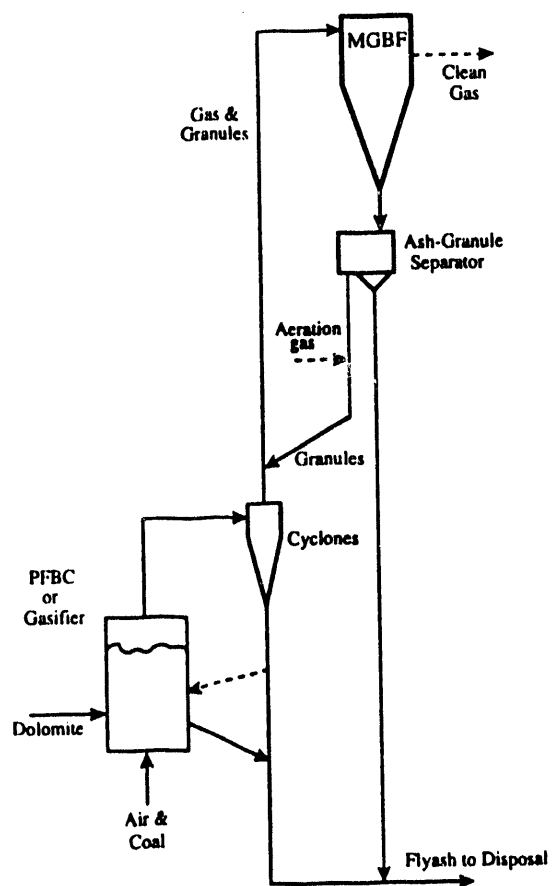 MGBF
Clean
Gas
Gas &
Granules
Ash-Granule
Separator
Aeration
gas
Granules
Cyclones
PFBC
or
Gasifier
Dolomite
Air &
Coal
Flyash to Disposal